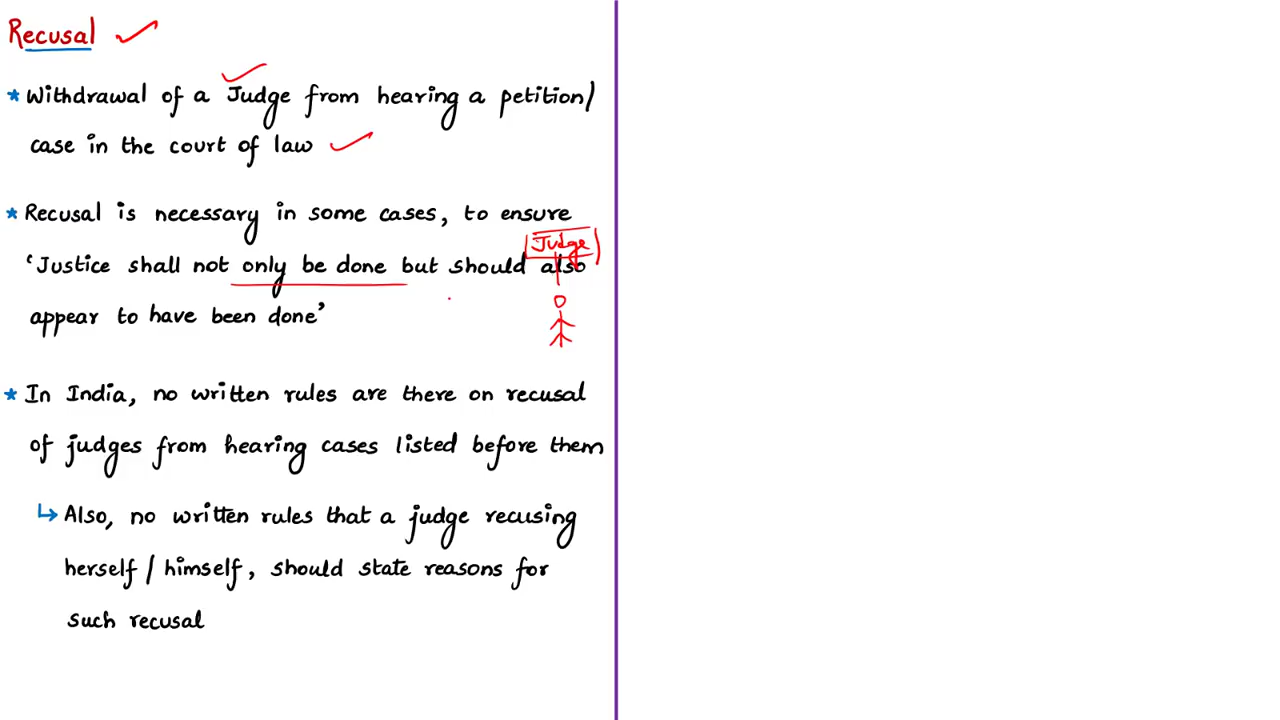 Recusal
* Withdrawal of a Judge from hearing a petition/
case in the court of law
* Recusal is necessary in some cases, to ensure
Judge
‘Justice shall not only be done but should also
appear to have been done’
* In India, no written rules are there on recusal
of judges from hearing cases listed before them
↳ Also, no written rules that a judge recusing
herself/himself, should state reasons for
such recusal